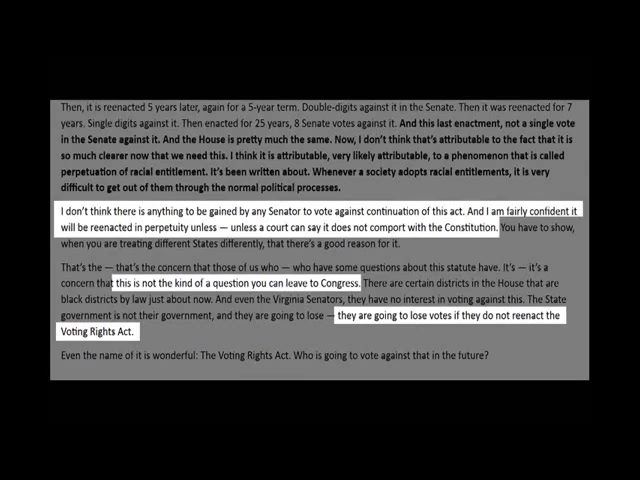 Then, it is reenacted 5 years later, again for a 5-year term. Double-digits against it in the Senate. Then it was reenacted for 7
years. Single digits against it. Then enacted for 25 years, 8 Senate votes against it. And this last enactment, not a single vote
in the Senate against it. And the House is pretty much the same. Now, I don't think that's attributable to the fact that it is
so much clearer now that we need this. I think it is attributable, very likely attributable, to a phenomenon that is called
perpetuation of racial entitlement. It's been written about. Whenever a society adopts racial entitlements, it is very
difficult to get out of them through the normal political processes.
I don't think there is anything to be gained by any Senator to vote against continuation of this act. And I am fairly confident it
will be reenacted in perpetuity unless — unless a court can say it does not comport with the Constitution. You have to show,
when you are treating different States differently, that there's a good reason for it.
That's the — that's the concern that those of us who — who have some questions about this statute have. It's — it's a
concern that this is not the kind of a question you can leave to Congress. There are certain districts in the House that are
black districts by law just about now. And even the Virginia Senators, they have no interest in voting against this. The State
government is not their government, and they are going to lose — they are going to lose votes if they do not reenact the
Voting Rights Act.
Even the name of it is wonderful: The Voting Rights Act. Who is going to vote against that in the future?